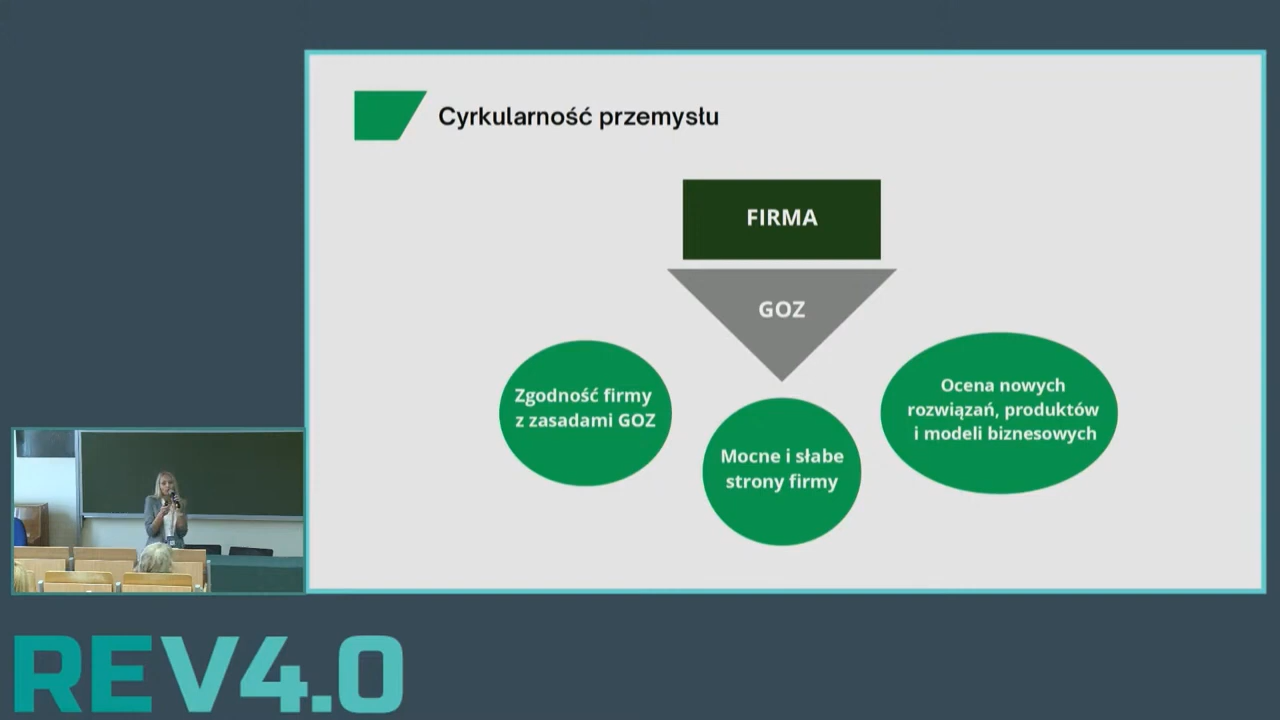 Cyrkularność przemysłu
FIRMA
GOZ
Zgodność firmy
z zasadami GOZ
Mocne i słabe
strony firmy
Ocena nowych
rozwiązań, produktów
i modeli biznesowych
REV4.0